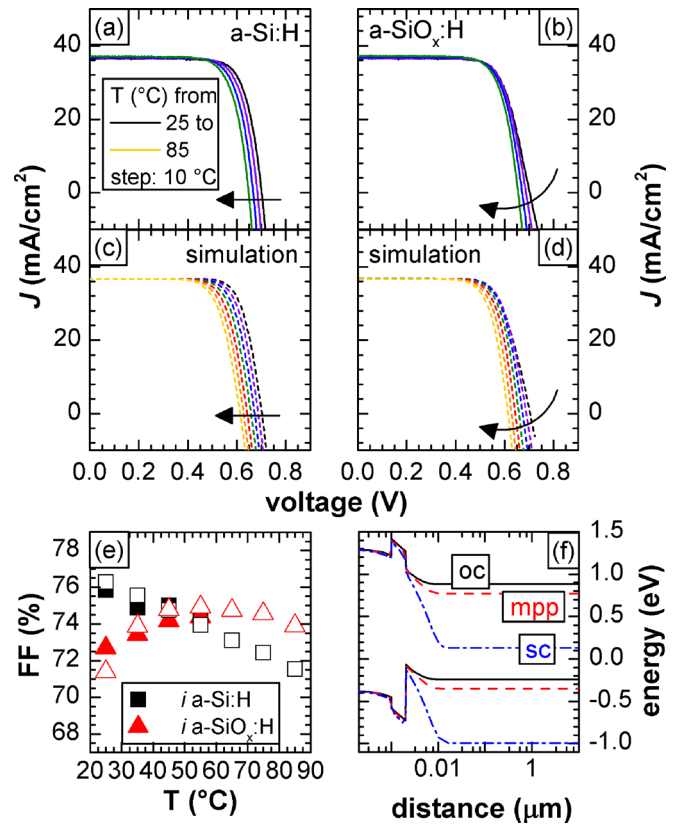 (a) a-Si:H
a-SiOx:H (b)
40
20
0
J (mA/cm²)
T (°C) from
25 to
85
step: 10 °C
40
20
0
J (mA/cm²)
(c) simulation
simulation (d)
40
20
0
40
20
0
0.0 0.2 0.4 0.6 0.8
0.0 0.2 0.4 0.6 0.8
voltage (V)
(e)
78
76
74
72
70
68
FF (%)
i a-Si:H
i a-SiOx:H
20 30 40 50 60 70 80 90
T (°C)
(f)
oc
mpp
sc
1.5
1.0
0.5
0.0
-0.5
-1.0
energy (eV)
0.01 1
distance (µm)